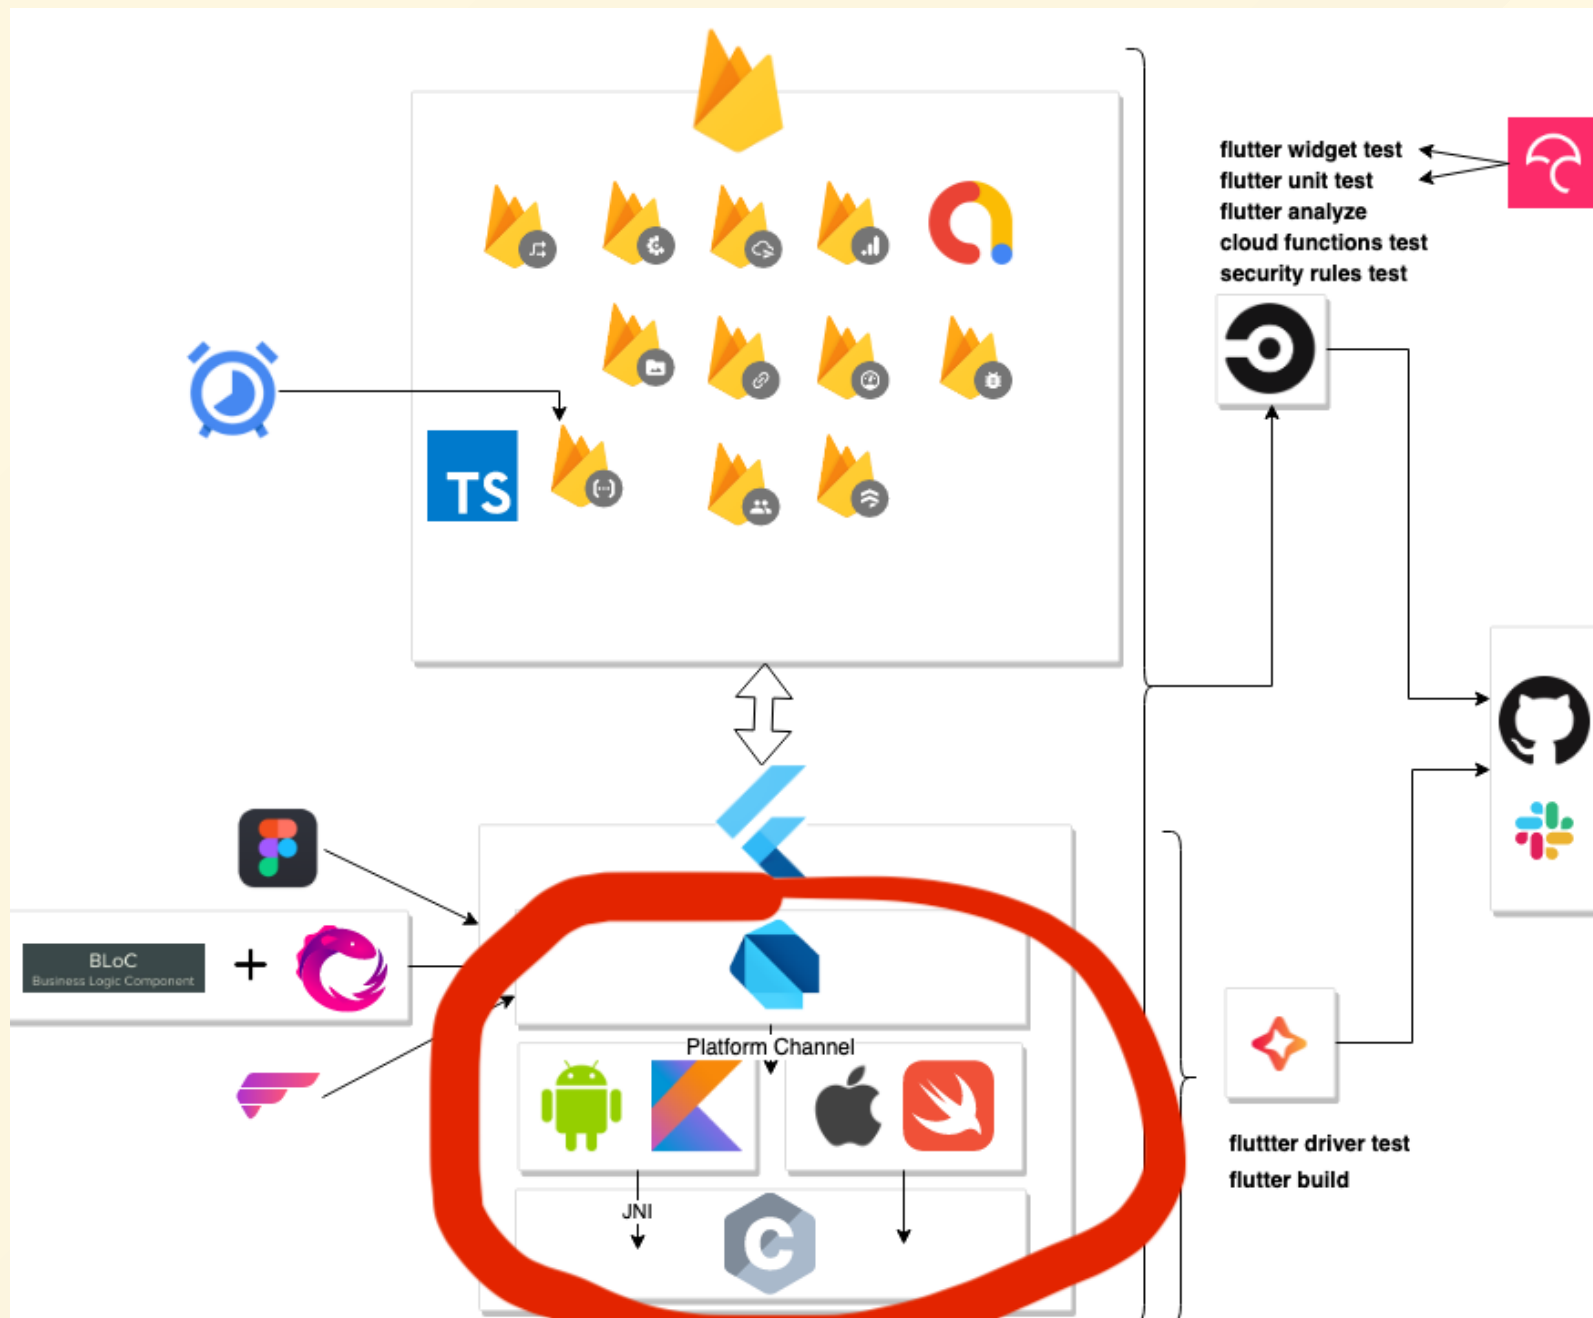 flutter widget test
flutter unit test
flutter analyze
cloud functions test
security rules test
TS
BLoC
Business Logic Component
+
Platform Channel
JNI
C
fluttter driver test
flutter build